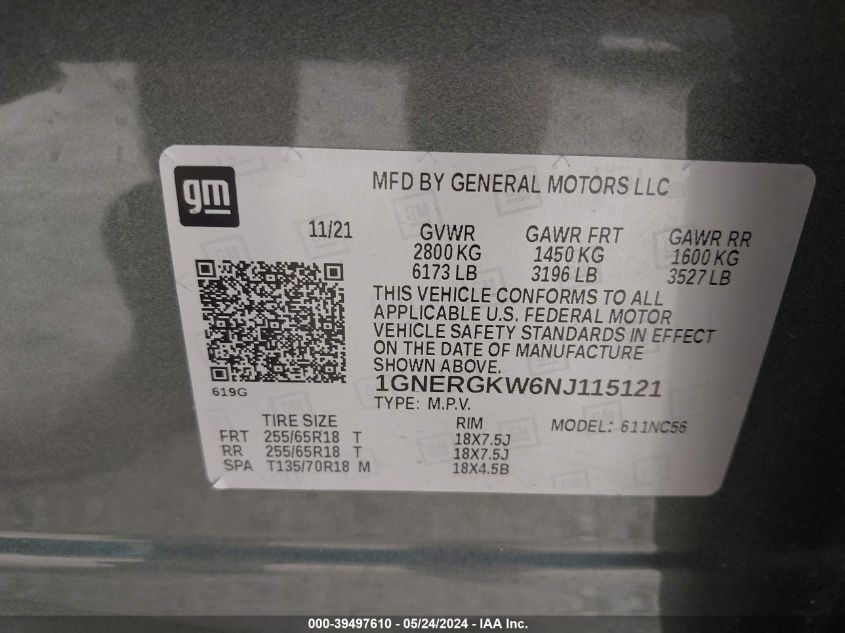 gm
MFD BY GENERAL MOTORS LLC
11/21 GVWR GAWR FRT GAWR RR
2800 KG 1450 KG 1600 KG
6173 LB 3196 LB 3527 LB
THIS VEHICLE CONFORMS TO ALL
APPLICABLE U.S. FEDERAL MOTOR
VEHICLE SAFETY STANDARDS IN EFFECT
ON THE DATE OF MANUFACTURE
SHOWN ABOVE.
619G
1GNERGKW6NJ115121
TYPE: M.P.V.
TIRE SIZE RIM MODEL: 611NC56
FRT 255/65R18 T 18X7.5J
RR 255/65R18 T 18X7.5J
SPA T135/70R18 M 18X4.5B
000-39497610 - 05/24/2024 - IAA Inc.